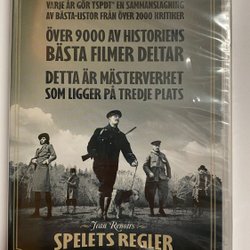 VARJE ÅR GÖR TSPDT* EN SAMMANSLAGNING
AV BÄSTA-LISTOR FRÅN ÖVER 2000 KRITIKER
ÖVER 9000 AV HISTORIENS
BÄSTA FILMER DELTAR
DETTA ÄR MÄSTERVERKET
SOM LIGGER PÅ TREDJE PLATS
Jean Renoirs
SPELETS REGLER